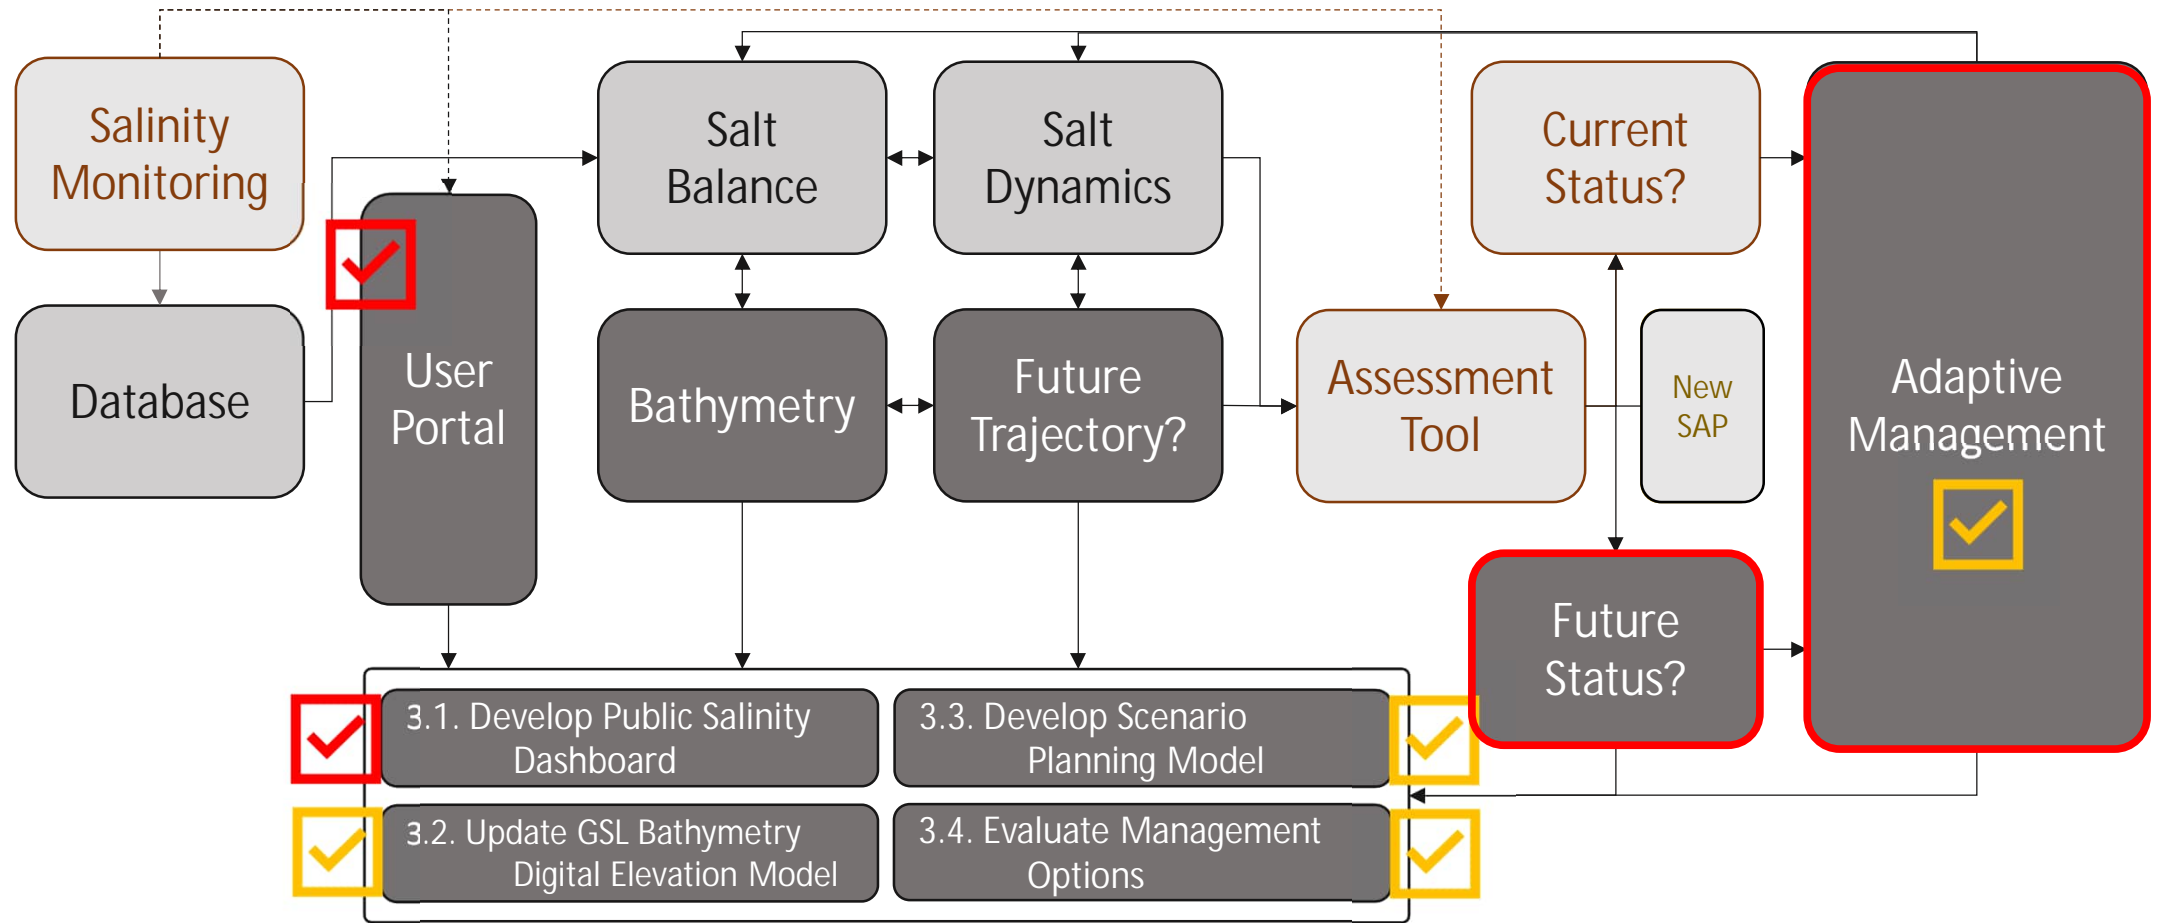 Salinity
Monitoring
Database
User
Portal
Salt
Balance
Salt
Dynamics
Bathymetry
Future
Trajectory?
Assessment
Tool
Current
Status?
New
SAP
Future
Status?
Adaptive
Management
3.1. Develop Public Salinity
Dashboard
3.2. Update GSL Bathymetry
Digital Elevation Model
3.3. Develop Scenario
Planning Model
3.4. Evaluate Management
Options